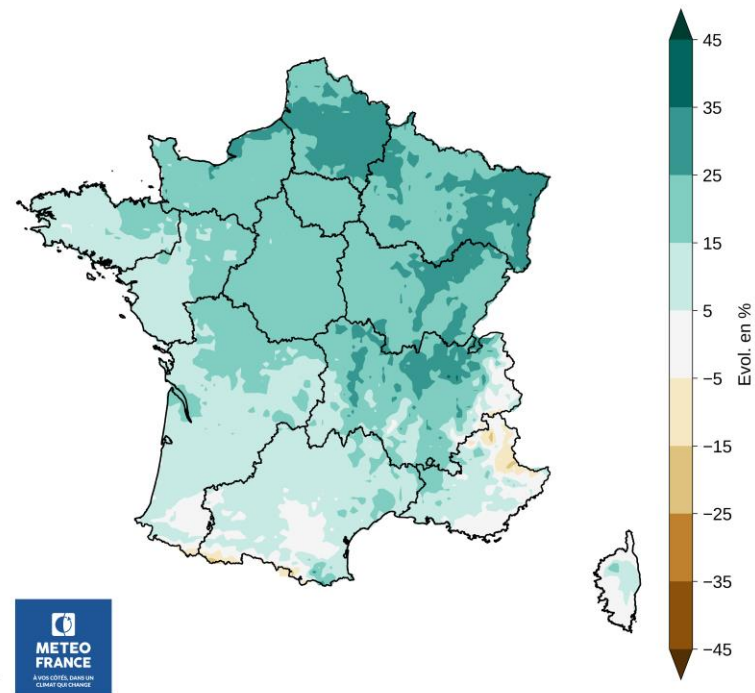 45
35
25
15
5
−5
−15
−25
−35
−45
Evol. en %
METEO
FRANCE
À VOS CÔTÉS, DANS UN
CLIMAT QUI CHANGE